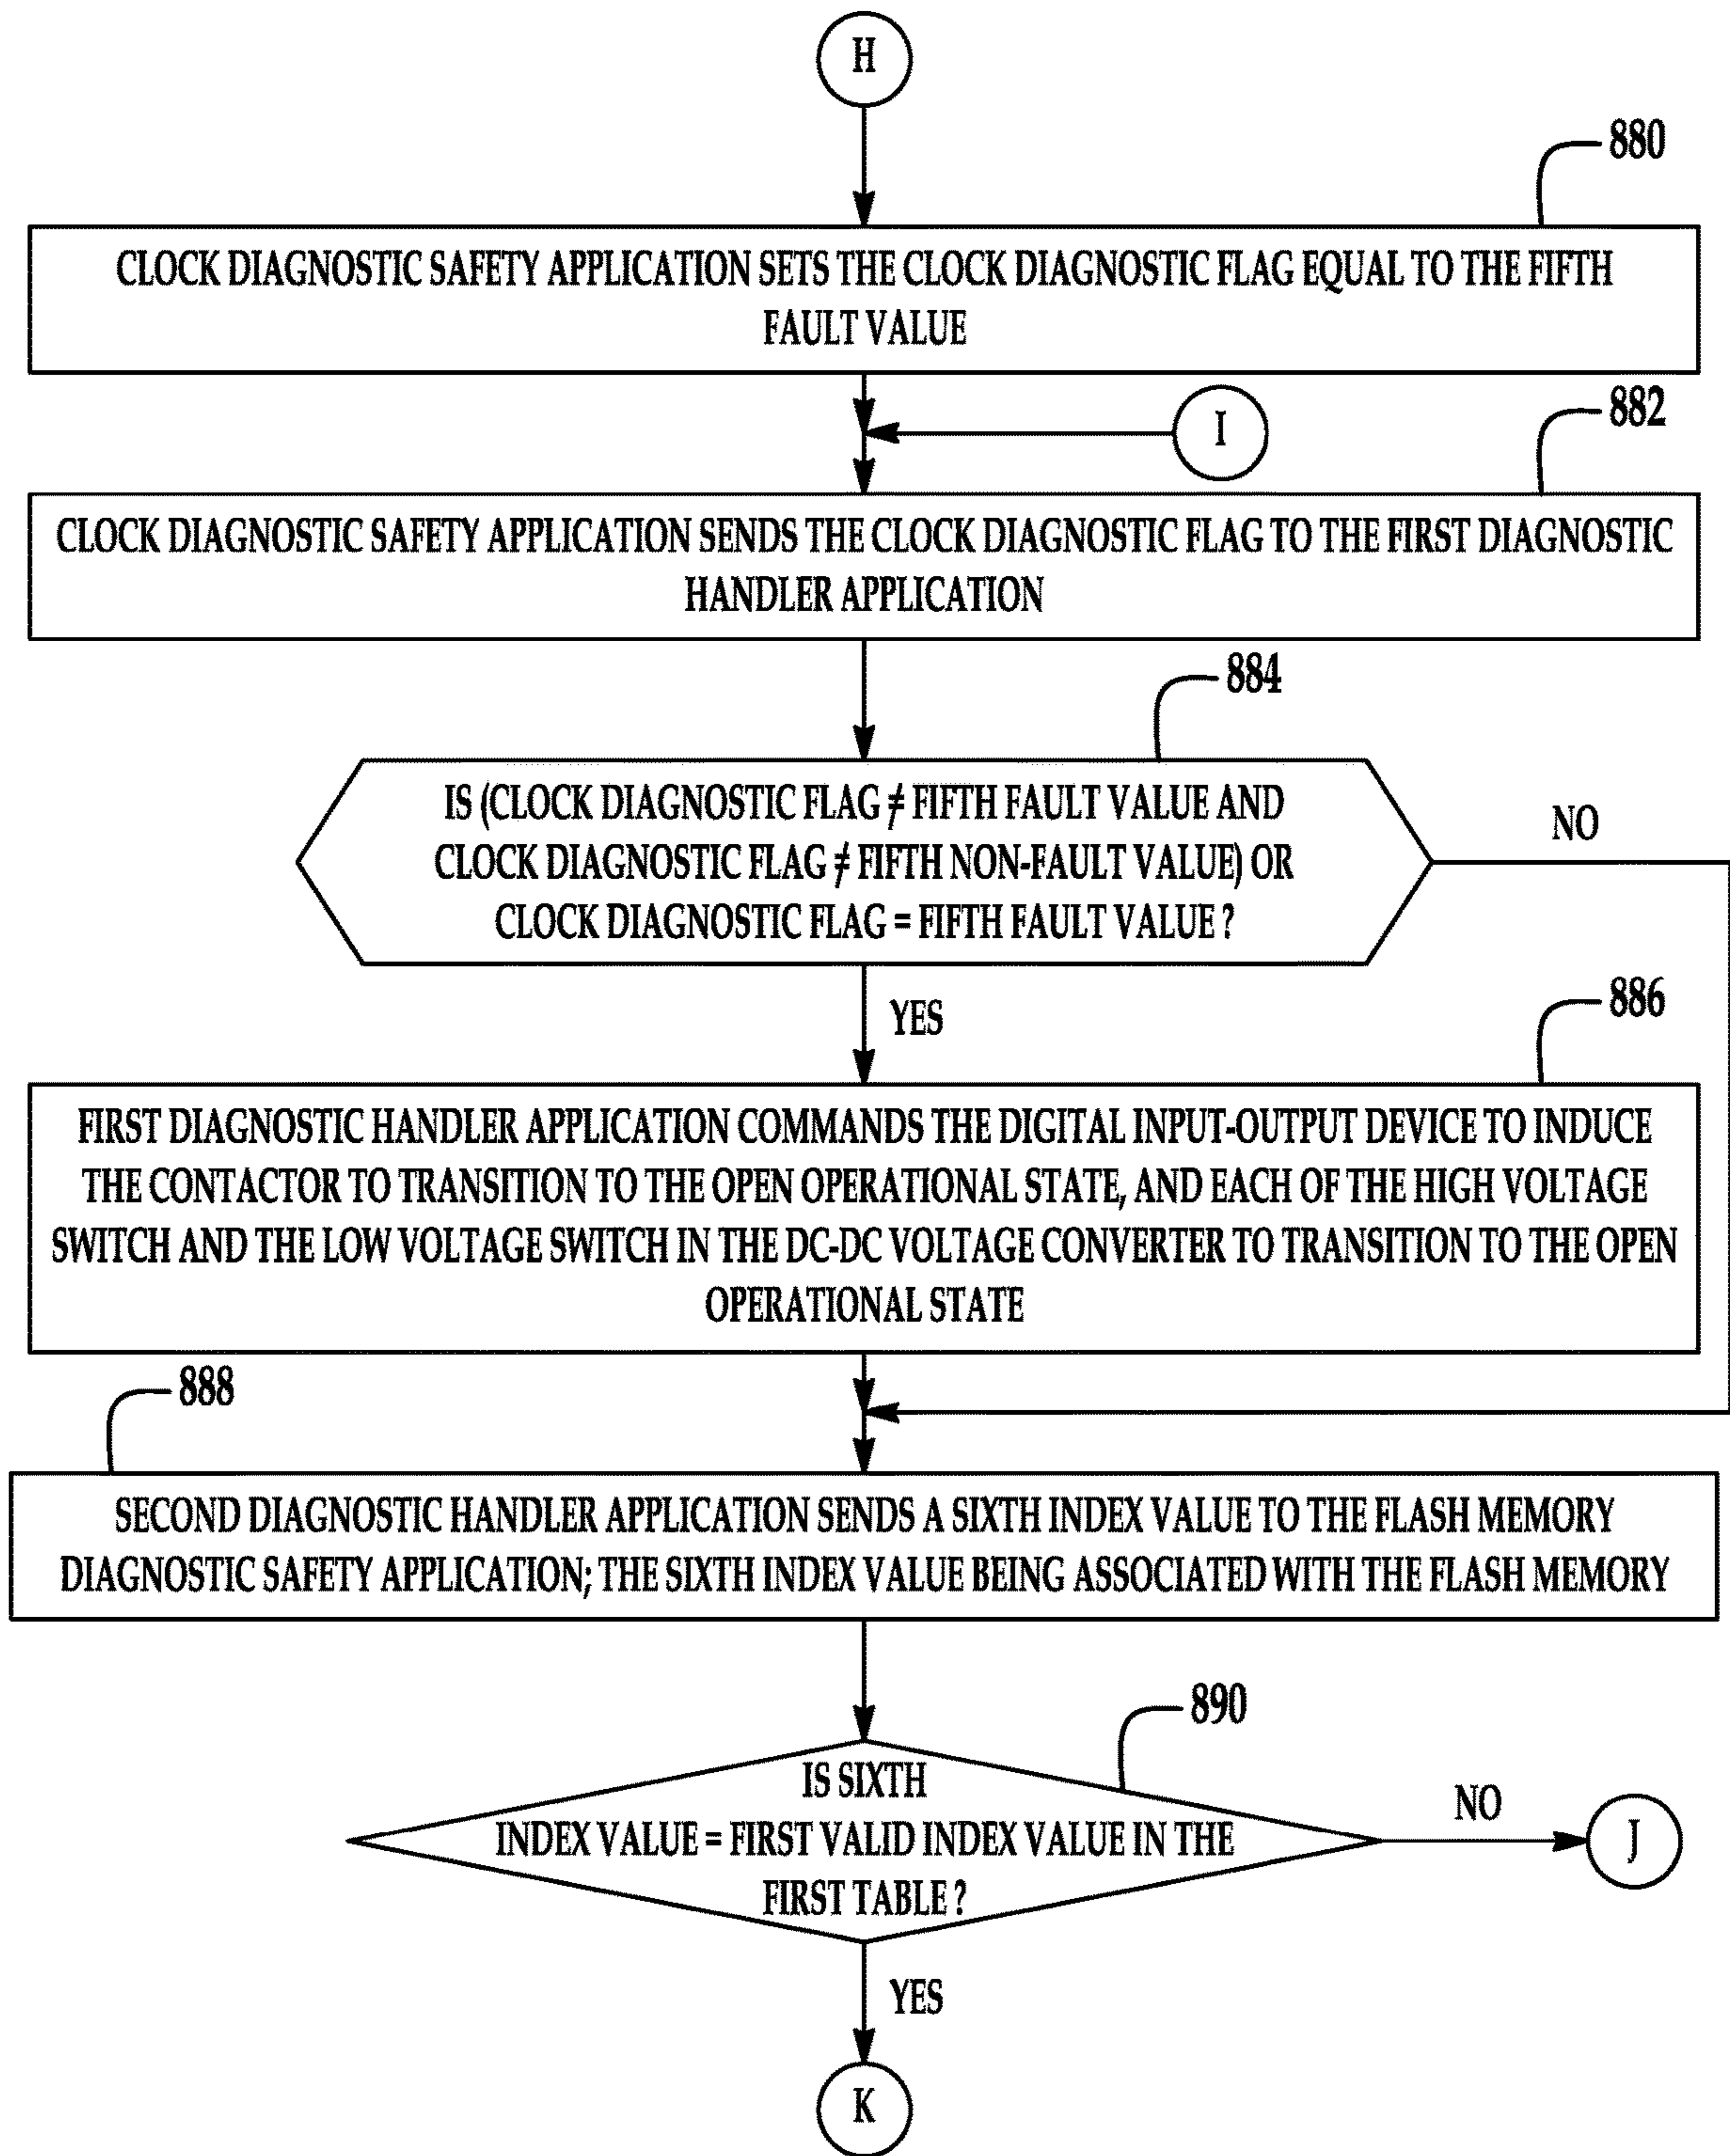 H
880
CLOCK DIAGNOSTIC SAFETY APPLICATION SETS THE CLOCK DIAGNOSTIC FLAG EQUAL TO THE FIFTH
FAULT VALUE
I
882
CLOCK DIAGNOSTIC SAFETY APPLICATION SENDS THE CLOCK DIAGNOSTIC FLAG TO THE FIRST DIAGNOSTIC
HANDLER APPLICATION
884
IS (CLOCK DIAGNOSTIC FLAG ≠ FIFTH FAULT VALUE AND
CLOCK DIAGNOSTIC FLAG ≠ FIFTH NON-FAULT VALUE) OR
CLOCK DIAGNOSTIC FLAG = FIFTH FAULT VALUE ?
NO
YES
886
FIRST DIAGNOSTIC HANDLER APPLICATION COMMANDS THE DIGITAL INPUT-OUTPUT DEVICE TO INDUCE
THE CONTACTOR TO TRANSITION TO THE OPEN OPERATIONAL STATE, AND EACH OF THE HIGH VOLTAGE
SWITCH AND THE LOW VOLTAGE SWITCH IN THE DC-DC VOLTAGE CONVERTER TO TRANSITION TO THE OPEN
OPERATIONAL STATE
888
SECOND DIAGNOSTIC HANDLER APPLICATION SENDS A SIXTH INDEX VALUE TO THE FLASH MEMORY
DIAGNOSTIC SAFETY APPLICATION; THE SIXTH INDEX VALUE BEING ASSOCIATED WITH THE FLASH MEMORY
890
IS SIXTH
INDEX VALUE = FIRST VALID INDEX VALUE IN THE
FIRST TABLE ?
NO
J
YES
K